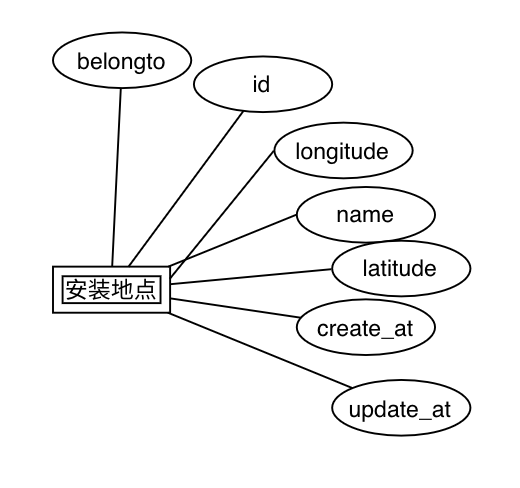 belongto
id
longitude
name
latitude
安装地点
create_at
update_at